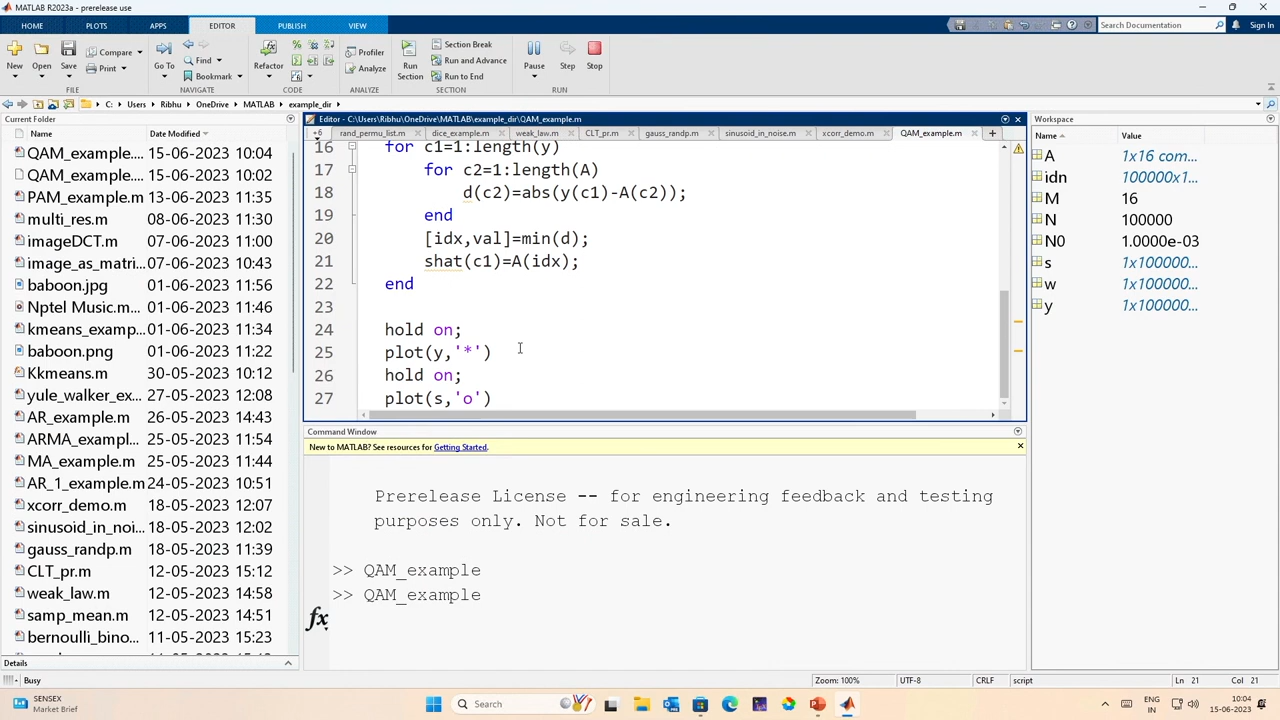 MATLAB R2023a - prerelease use
HOME PLOTS APPS EDITOR PUBLISH VIEW
Search Documentation
Sign In
New Open Save Compare Print
Go To Find Bookmark
Refactor Profiler Analyze
Run Section Section Break Run and Advance Run to End
Pause Step Stop
FILE NAVIGATE CODE ANALYZE SECTION RUN
C: Users Ribhu OneDrive MATLAB example_dir
Current Folder
Name Date Modified
QAM_example.... 15-06-2023 10:04
QAM_example.... 15-06-2023 10:02
PAM_example.m 13-06-2023 11:35
multi_res.m 08-06-2023 11:30
imageDCT.m 07-06-2023 11:00
image_as_matri... 07-06-2023 10:43
baboon.jpg 01-06-2023 11:56
Nptel Music.m... 01-06-2023 11:46
kmeans_examp... 01-06-2023 11:34
baboon.png 01-06-2023 11:22
Kkmeans.m 30-05-2023 10:12
yule_walker_ex... 27-05-2023 12:08
AR_example.m 26-05-2023 14:43
ARMA_exampl... 25-05-2023 11:54
MA_example.m 25-05-2023 11:44
AR_1_example.m 24-05-2023 10:51
xcorr_demo.m 18-05-2023 12:07
sinusoid_in_noi... 18-05-2023 12:02
gauss_randp.m 18-05-2023 11:39
CLT_pr.m 12-05-2023 15:12
weak_law.m 12-05-2023 14:58
samp_mean.m 12-05-2023 14:51
bernoulli_bino... 11-05-2023 15:23
Details
Editor - C:\Users\Ribhu\OneDrive\MATLAB\example_dir\QAM_example.m
+6 rand_permu_list.m dice_example.m weak_law.m CLT_pr.m gauss_randp.m sinusoid_in_noise.m xcorr_demo.m QAM_example.m
16 for c1=1:length(y)
17 for c2=1:length(A)
18 d(c2)=abs(y(c1)-A(c2));
19 end
20 [idx,val]=min(d);
21 shat(c1)=A(idx);
22 end
23
24 hold on;
25 plot(y,'*')
26 hold on;
27 plot(s,'o')
Command Window
New to MATLAB? See resources for Getting Started.
Prerelease License -- for engineering feedback and testing
purposes only. Not for sale.
>> QAM_example
>> QAM_example
fx
Workspace
Name Value
A 1x16 com...
idn 100000x1...
M 16
N 100000
N0 1.0000e-03
s 1x100000...
w 1x100000...
y 1x100000...
Busy
Zoom: 100% UTF-8 CRLF script Ln 21 Col 21
SENSEX
Market Brief
Search
ENG
IN
10:04
15-06-2023